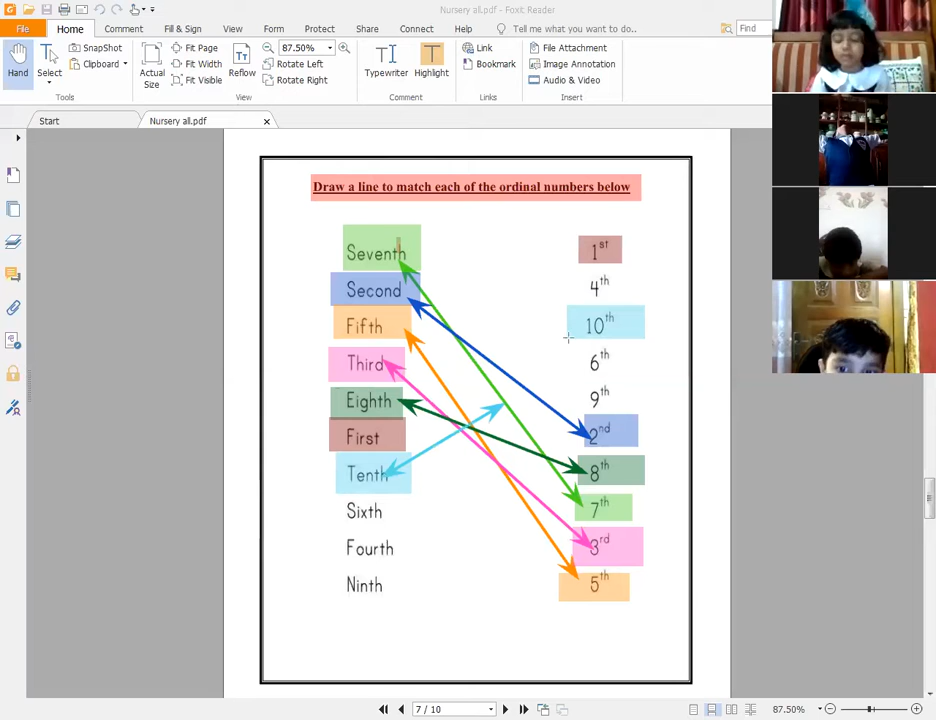 Nursery all.pdf - Foxit Reader
File Home Comment Fill & Sign View Form Protect Share Connect Help Tell me what you want to do.. Find
Hand
Select
SnapShot
Clipboard
Actual Size
Fit Page
Fit Width
Fit Visible
87.50%
Reflow
Rotate Left
Rotate Right
Typewriter
Highlight
Link
Bookmark
File Attachment
Image Annotation
Audio & Video
Tools View Comment Links Insert
Start Nursery all.pdf
Draw a line to match each of the ordinal numbers below
Seventh 1st
Second 4th
Fifth 10th
Third 6th
Eighth 9th
First 2nd
Tenth 8th
Sixth 7th
Fourth 3rd
Ninth 5th
7 / 10 87.50%